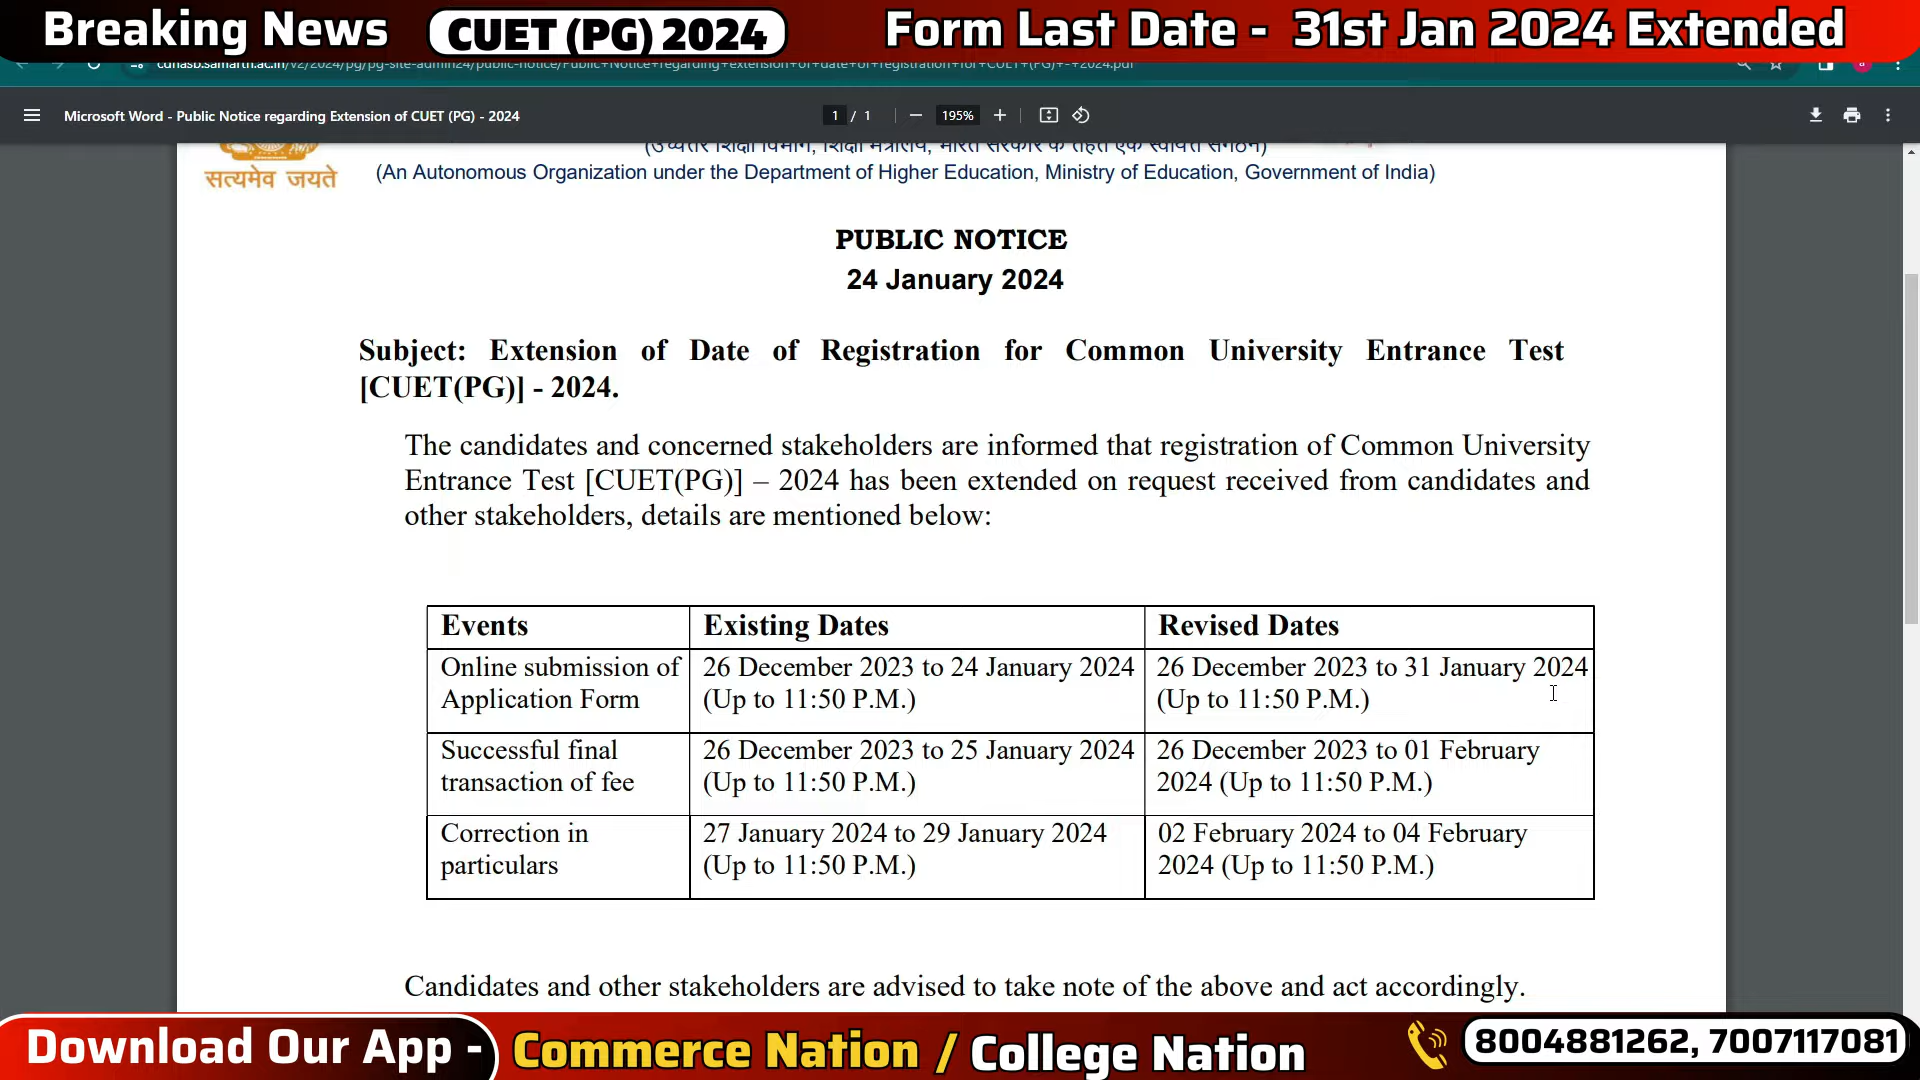 Breaking News CUET (PG) 2024 Form Last Date - 31st Jan 2024 Extended
Microsoft Word - Public Notice regarding Extension of CUET (PG) - 2024 1 / 1 195%
(उच्चतर शिक्षा विभाग, शिक्षा मंत्रालय, भारत सरकार के तहत एक स्वायत्त संगठन)
सत्यमेव जयते (An Autonomous Organization under the Department of Higher Education, Ministry of Education, Government of India)
PUBLIC NOTICE
24 January 2024
Subject: Extension of Date of Registration for Common University Entrance Test
[CUET(PG)] - 2024.
The candidates and concerned stakeholders are informed that registration of Common University
Entrance Test [CUET(PG)] – 2024 has been extended on request received from candidates and
other stakeholders, details are mentioned below:
Events Existing Dates Revised Dates
Online submission of 26 December 2023 to 24 January 2024 26 December 2023 to 31 January 2024
Application Form (Up to 11:50 P.M.) (Up to 11:50 P.M.)
Successful final 26 December 2023 to 25 January 2024 26 December 2023 to 01 February
transaction of fee (Up to 11:50 P.M.) 2024 (Up to 11:50 P.M.)
Correction in 27 January 2024 to 29 January 2024 02 February 2024 to 04 February
particulars (Up to 11:50 P.M.) 2024 (Up to 11:50 P.M.)
Candidates and other stakeholders are advised to take note of the above and act accordingly.
Download Our App - Commerce Nation / College Nation 8004881262, 7007117081